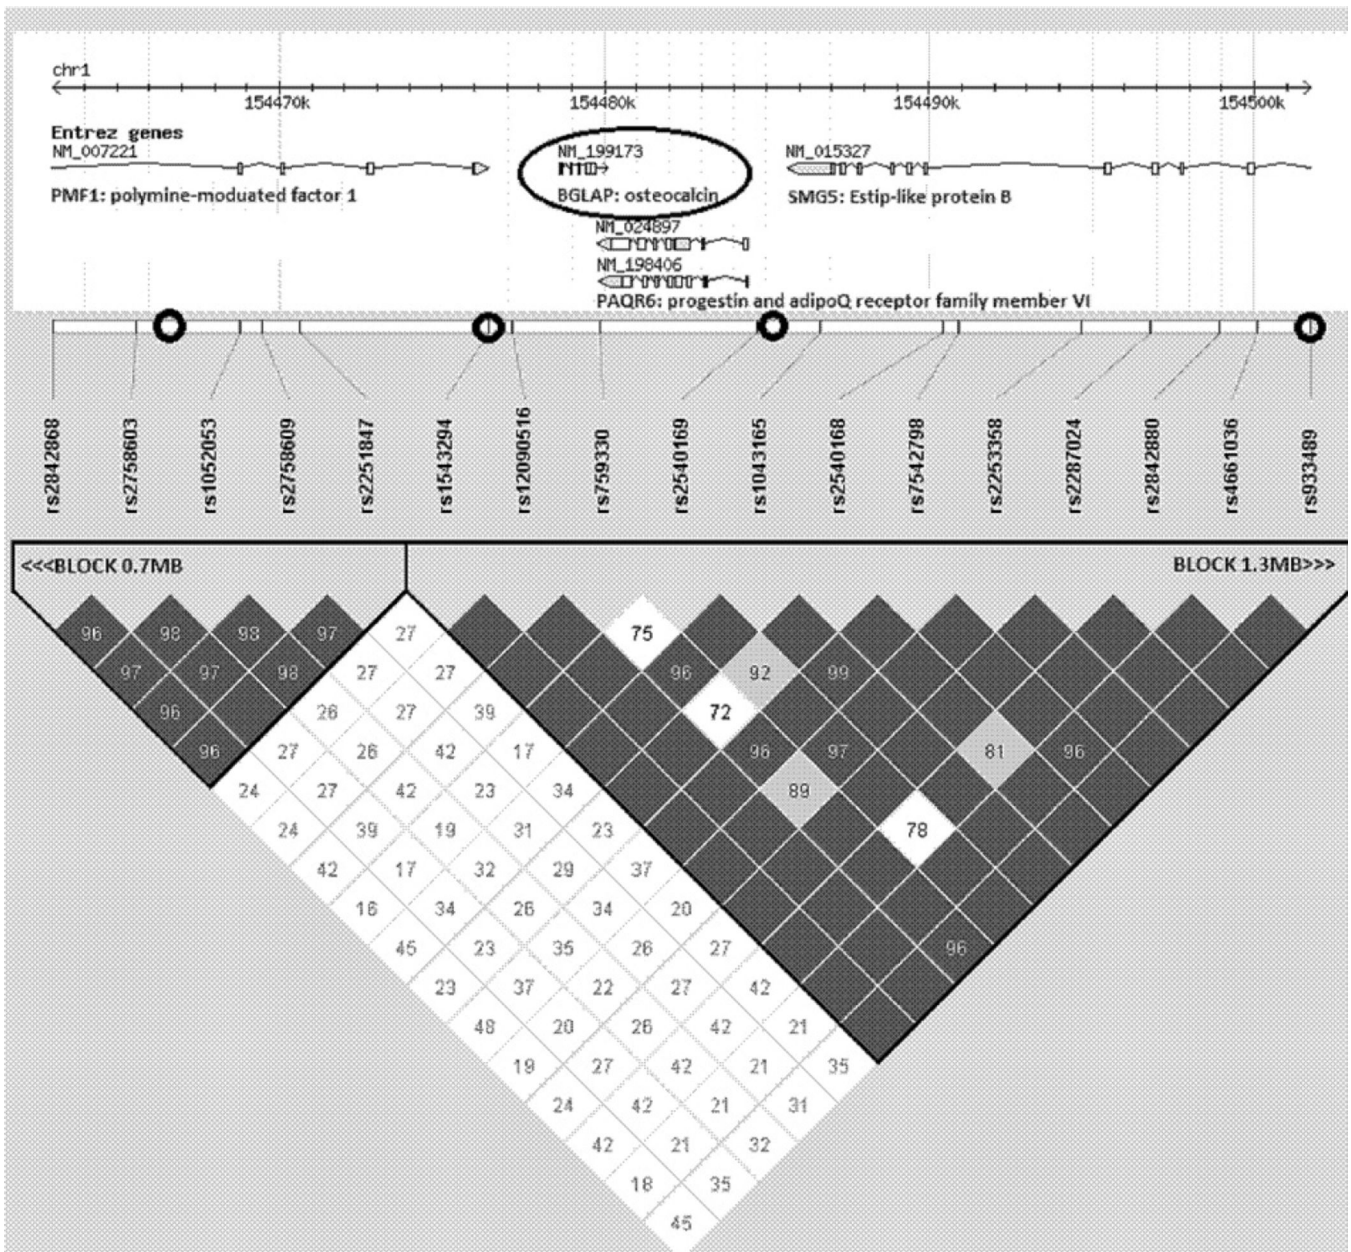 chr1
154470k 154480k 154490k 154500k
Entrez genes
NM_007221 NM_199173 NM_015327
PMF1: polymine-moduated factor 1 BGLAP: osteocalcin SMG5: Estip-like protein B
NM_024897
NM_198406
PAQR6: progestin and adipoQ receptor family member VI
rs2842868
rs2758603
rs1052053
rs2758609
rs2251847
rs1543294
rs12090516
rs7593930
rs2540169
rs1043165
rs2540168
rs7542798
rs2253358
rs2287024
rs2842880
rs4661036
rs933489
<<<BLOCK 0.7MB BLOCK 1.3MB>>>
96 98 93 97 27 75
97 97 98 27 27 96 92 99
96 26 27 39 72
96 27 26 42 17 96 97 81 96
24 27 42 23 34 89
24 39 19 31 23 78
42 17 32 29 37
16 34 26 34 20
45 23 35 26 27 96
23 37 22 27 42
48 20 26 42 21
19 27 42 21 35
24 42 21 31
42 21 32
18 35
45